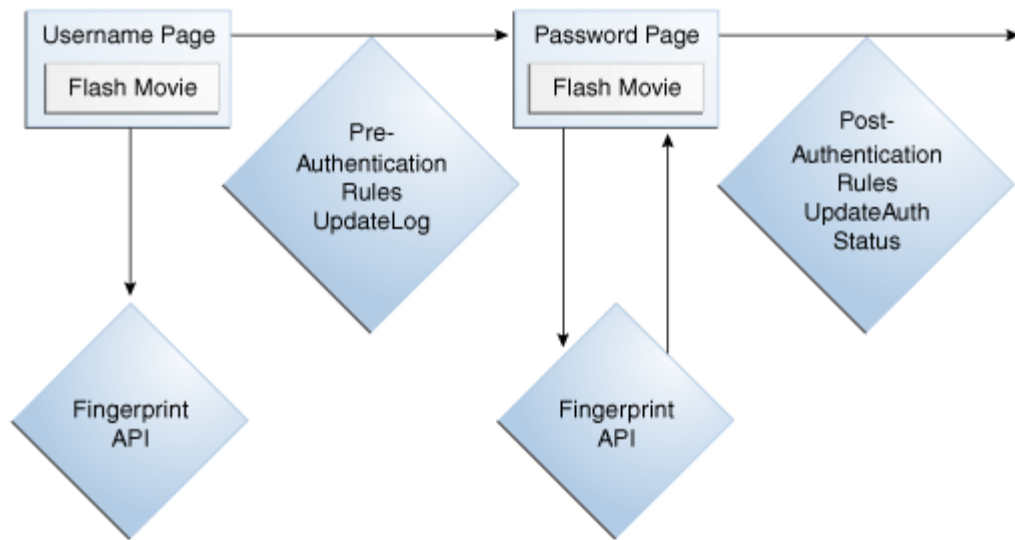 Username Page
Flash Movie
Pre-
Authentication
Rules
UpdateLog
Password Page
Flash Movie
Post-
Authentication
Rules
UpdateAuth
Status
Fingerprint
API
Fingerprint
API